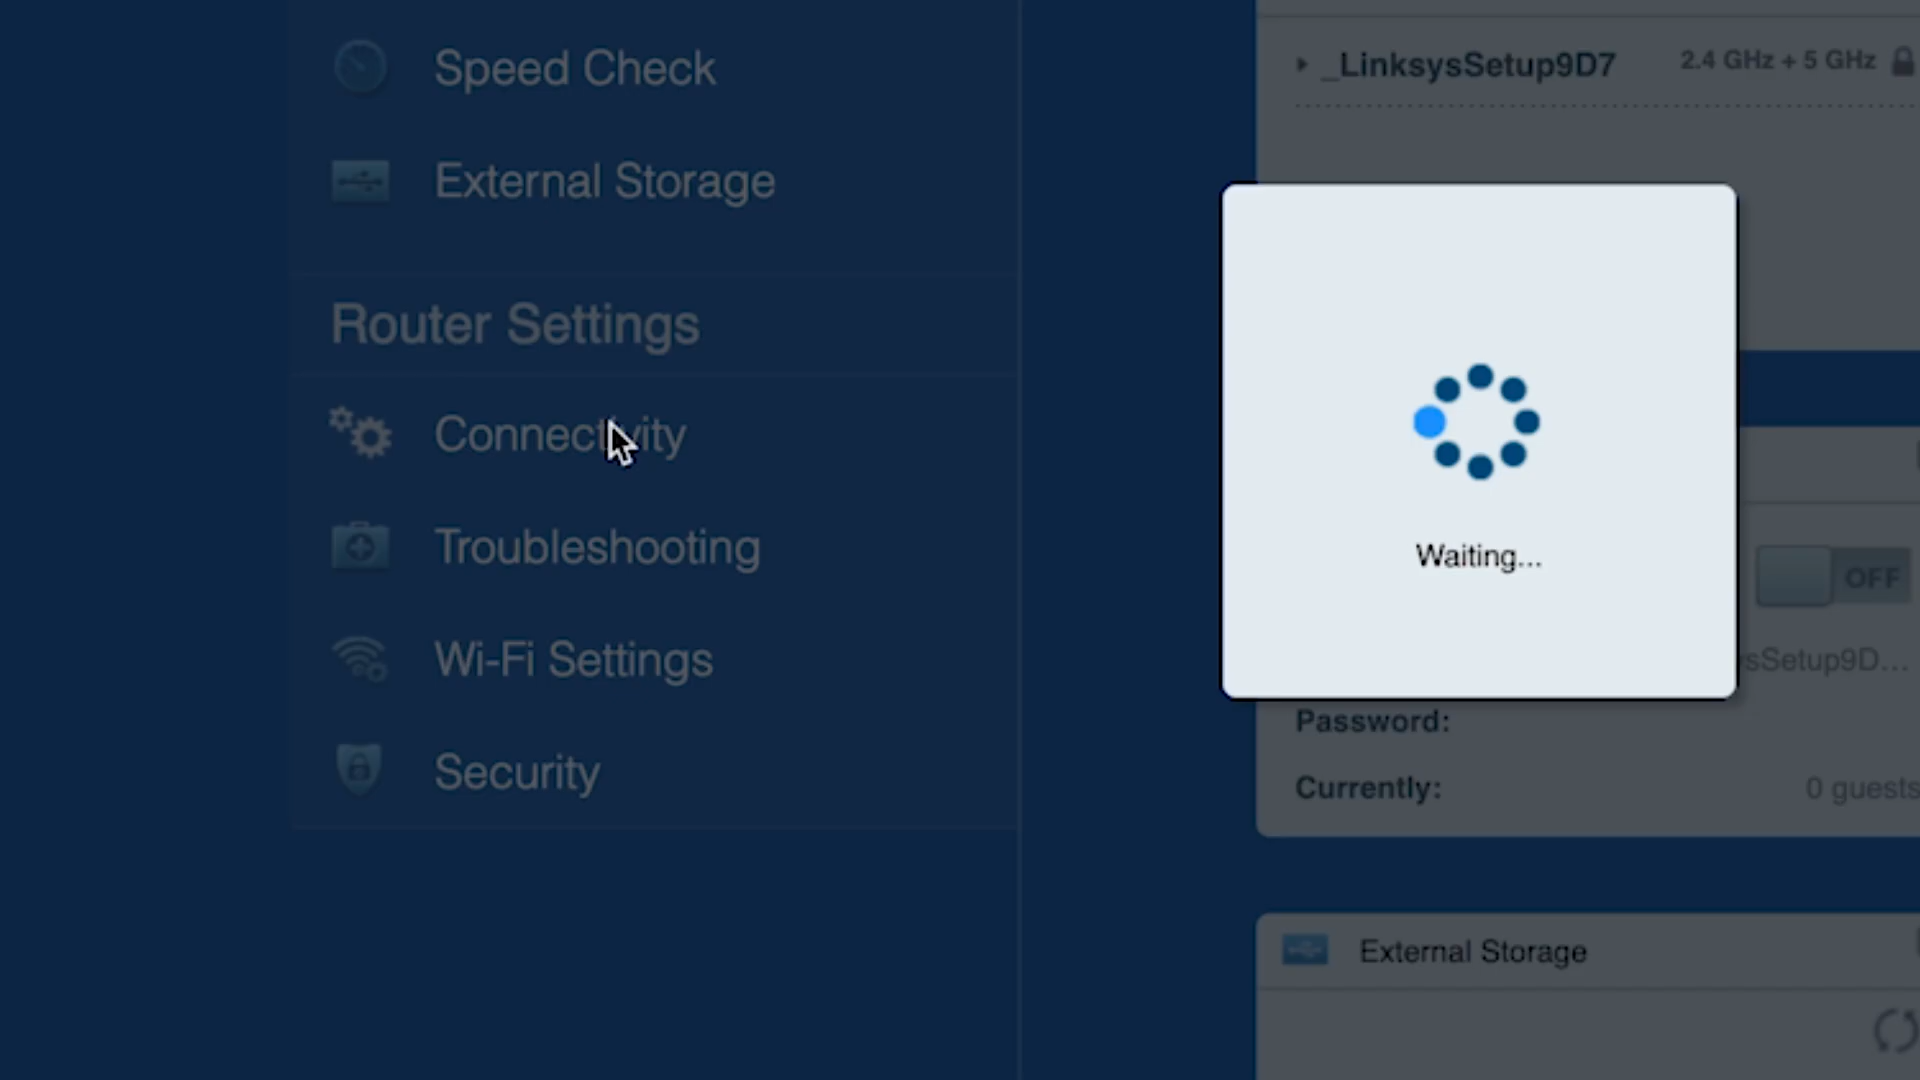 Speed Check
External Storage
Router Settings
Connectivity
Troubleshooting
Wi-Fi Settings
Security
_LinksysSetup9D7 2.4 GHz + 5 GHz
Waiting...
OFF
ysSetup9D...
Password:
Currently: 0 guests
External Storage